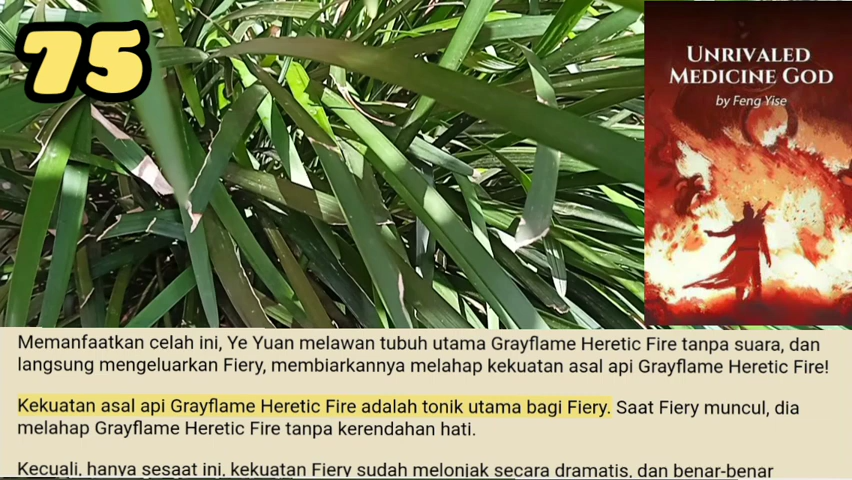 75
UNRIVALED
MEDICINE GOD
by Feng Yise
Memanfaatkan celah ini, Ye Yuan melawan tubuh utama Grayflame Heretic Fire tanpa suara, dan
langsung mengeluarkan Fiery, membiarkannya melahap kekuatan asal api Grayflame Heretic Fire!
Kekuatan asal api Grayflame Heretic Fire adalah tonik utama bagi Fiery. Saat Fiery muncul, dia
melahap Grayflame Heretic Fire tanpa kerendahan hati.
Kecuali, hanya sesaat ini, kekuatan Fiery sudah melonjak secara dramatis, dan benar-benar